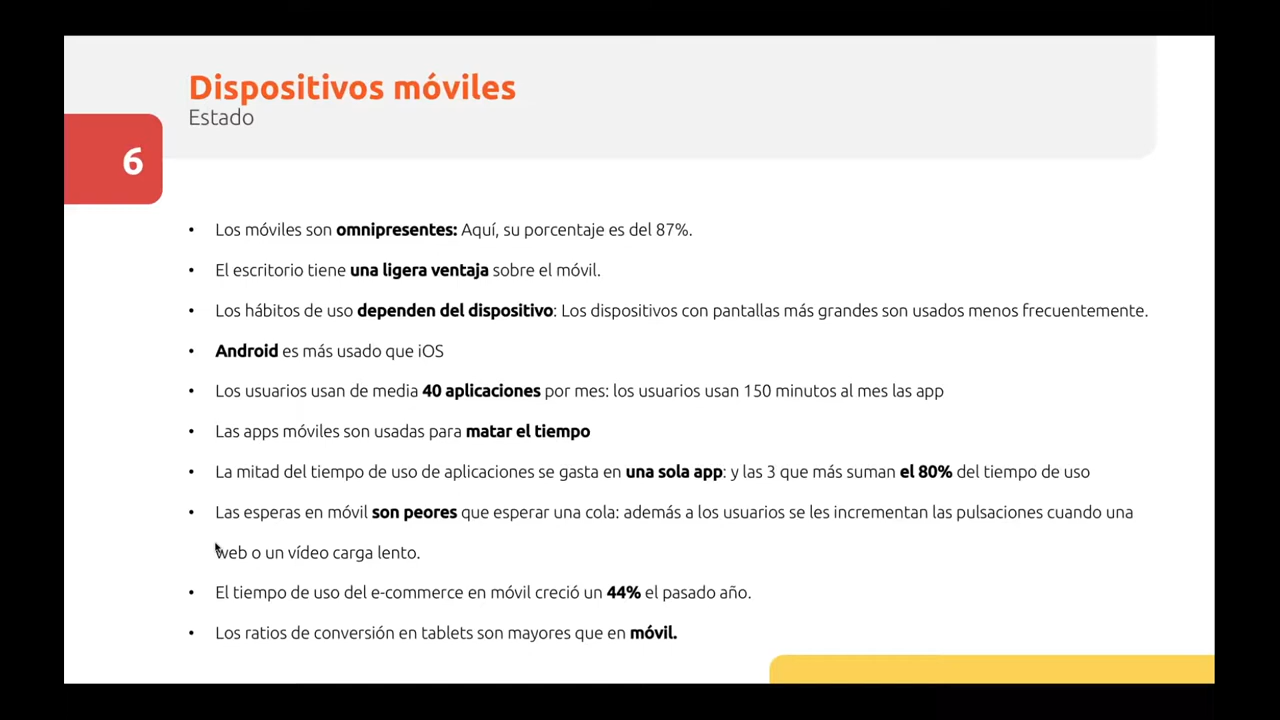 Dispositivos móviles
Estado
6
• Los móviles son omnipresentes: Aquí, su porcentaje es del 87%.
• El escritorio tiene una ligera ventaja sobre el móvil.
• Los hábitos de uso dependen del dispositivo: Los dispositivos con pantallas más grandes son usados menos frecuentemente.
• Android es más usado que iOS
• Los usuarios usan de media 40 aplicaciones por mes: los usuarios usan 150 minutos al mes las app
• Las apps móviles son usadas para matar el tiempo
• La mitad del tiempo de uso de aplicaciones se gasta en una sola app: y las 3 que más suman el 80% del tiempo de uso
• Las esperas en móvil son peores que esperar una cola: además a los usuarios se les incrementan las pulsaciones cuando una
web o un vídeo carga lento.
• El tiempo de uso del e-commerce en móvil creció un 44% el pasado año.
• Los ratios de conversión en tablets son mayores que en móvil.